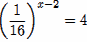 (1/16)^{x-2} = 4